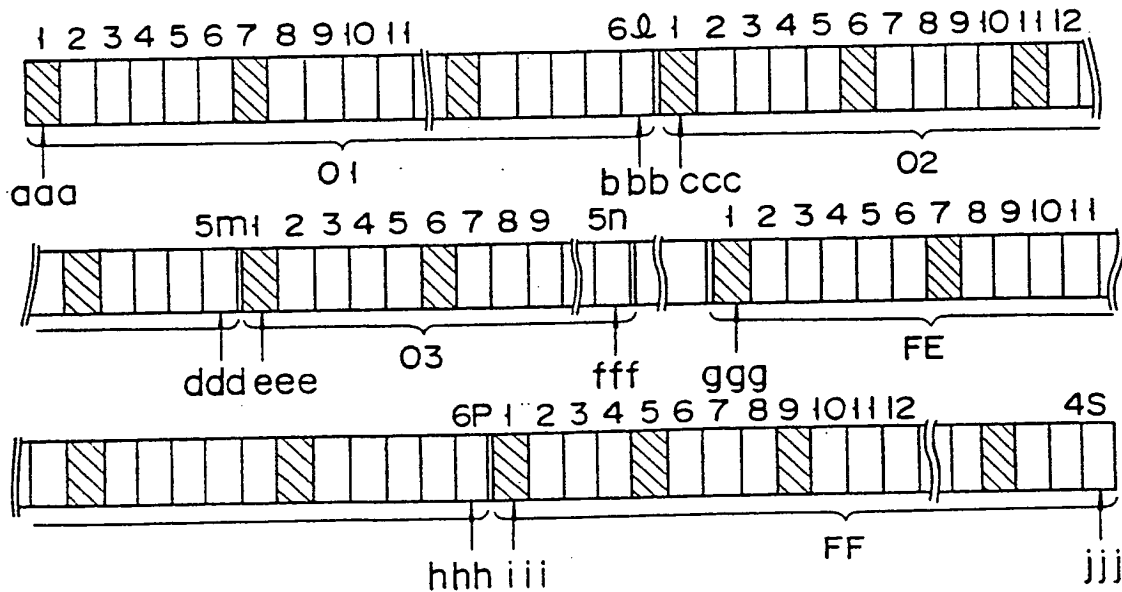 1 2 3 4 5 6 7 8 9 10 11 6ℓ 1 2 3 4 5 6 7 8 9 10 11 12
01 02
aaa bbb ccc
5m 1 2 3 4 5 6 7 8 9 5n 1 2 3 4 5 6 7 8 9 10 11
03 FE
ddd eee fff ggg
6P 1 2 3 4 5 6 7 8 9 10 11 12 4S
FF
hhh iii jjj